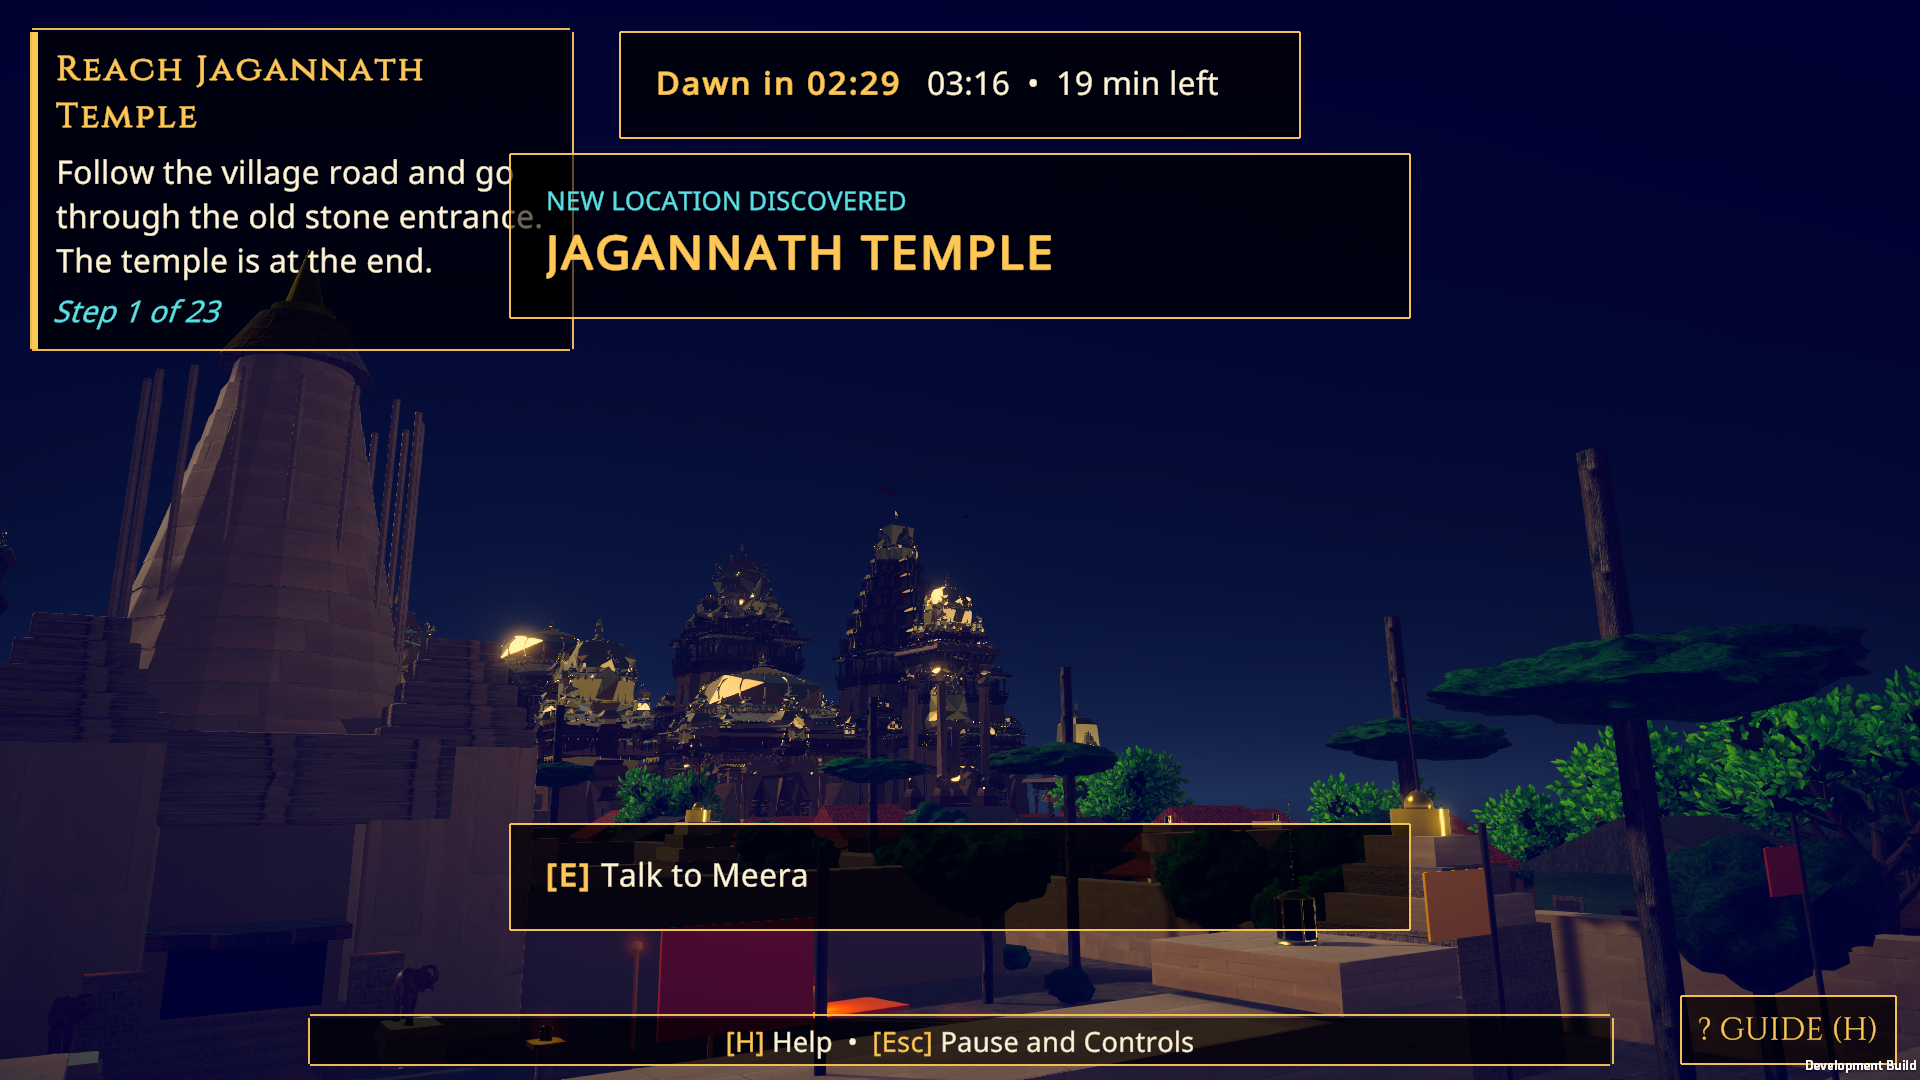 REACH JAGANNATH
TEMPLE
Follow the village road and go
through the old stone entrance.
The temple is at the end.
Step 1 of 23
Dawn in 02:29 03:16 • 19 min left
NEW LOCATION DISCOVERED
JAGANNATH TEMPLE
[E] Talk to Meera
[H] Help • [Esc] Pause and Controls
? GUIDE (H)
Development Build